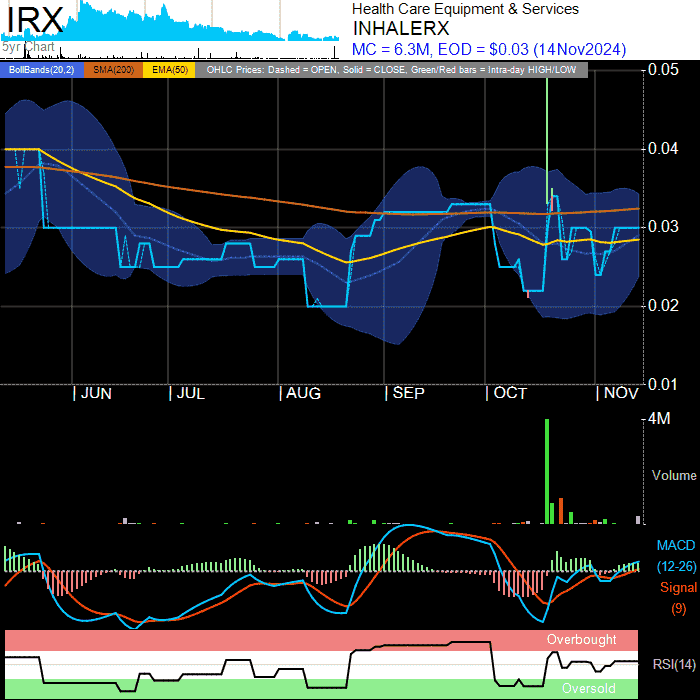 IRX
5yr Chart
Health Care Equipment & Services
INHALERX
MC = 6.3M, EOD = $0.03 (14Nov2024)
BollBands(20,2) SMA(200) EMA(50) OHLC Prices: Dashed = OPEN, Solid = CLOSE, Green/Red bars = Intra-day HIGH/LOW
0.05
0.04
0.03
0.02
0.01
JUN JUL AUG SEP OCT NOV
4M
Volume
MACD
(12-26)
Signal
(9)
Overbought
RSI(14)
Oversold